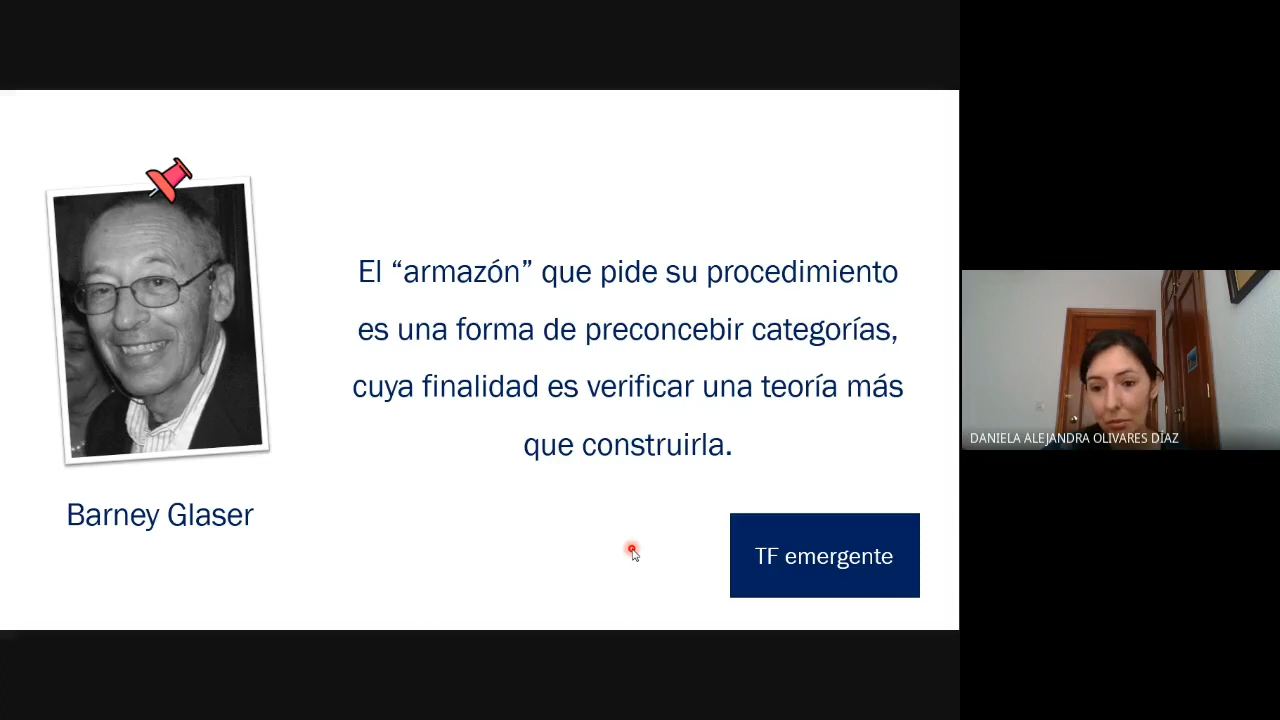 El “armazón” que pide su procedimiento
es una forma de preconcebir categorías,
cuya finalidad es verificar una teoría más
que construirla.
Barney Glaser
TF emergente
DANIELA ALEJANDRA OLIVARES DÍAZ